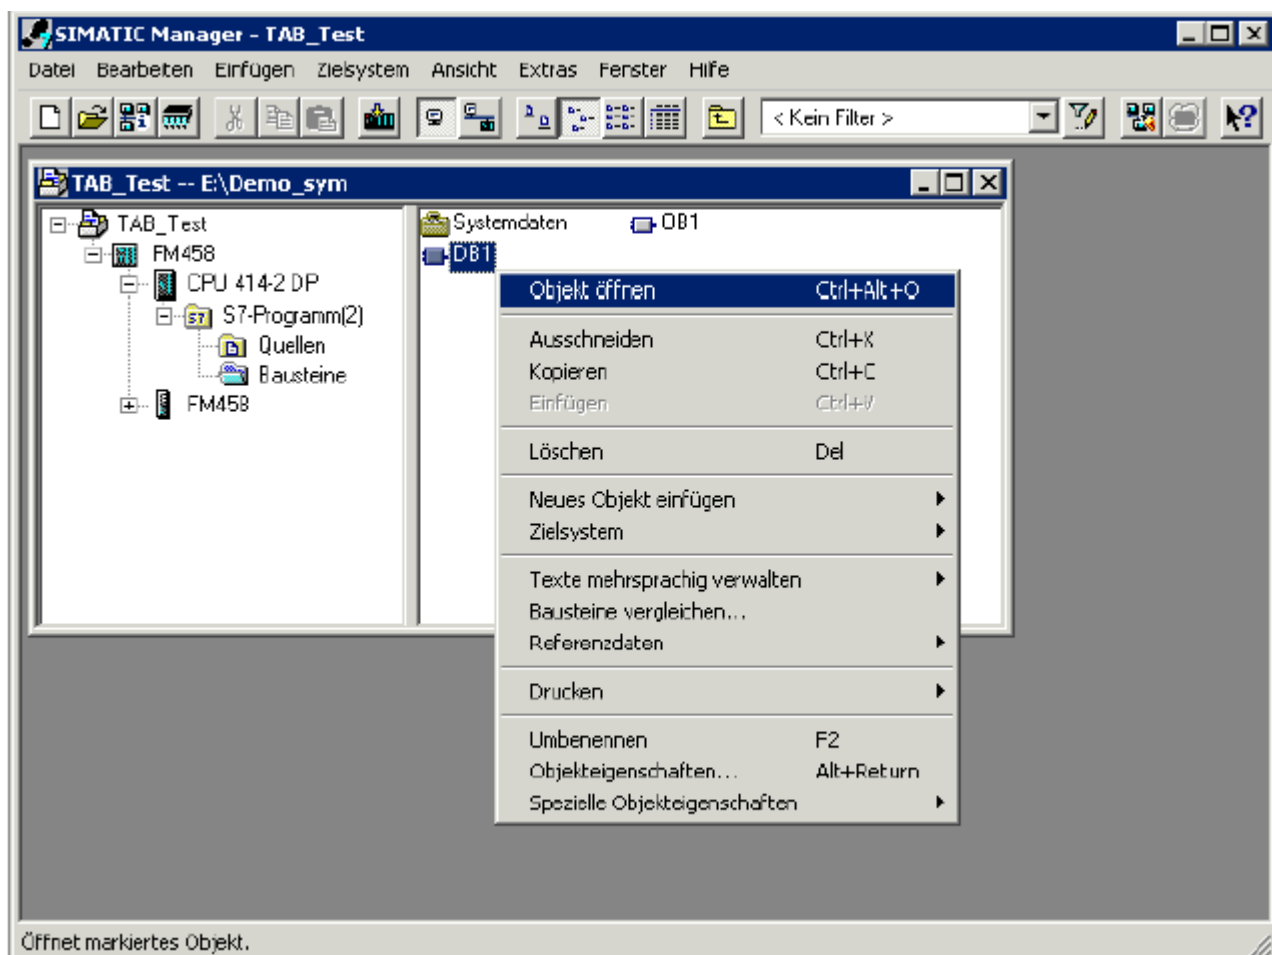 SIMATIC Manager - TAB_Test
Datei Bearbeiten Einfügen Zielsystem Ansicht Extras Fenster Hilfe
< Kein Filter >
TAB_Test -- E:\Demo_sym
TAB_Test
FM458
CPU 414-2 DP
S7-Programm(2)
Quellen
Bausteine
FM458
Systemdaten OB1
DB1
Objekt öffnen Ctrl+Alt+O
Ausschneiden Ctrl+X
Kopieren Ctrl+C
Einfügen Ctrl+V
Löschen Del
Neues Objekt einfügen
Zielsystem
Texte mehrsprachig verwalten
Bausteine vergleichen...
Referenzdaten
Drucken
Umbenennen F2
Objekteigenschaften... Alt+Return
Spezielle Objekteigenschaften
Öffnet markiertes Objekt.